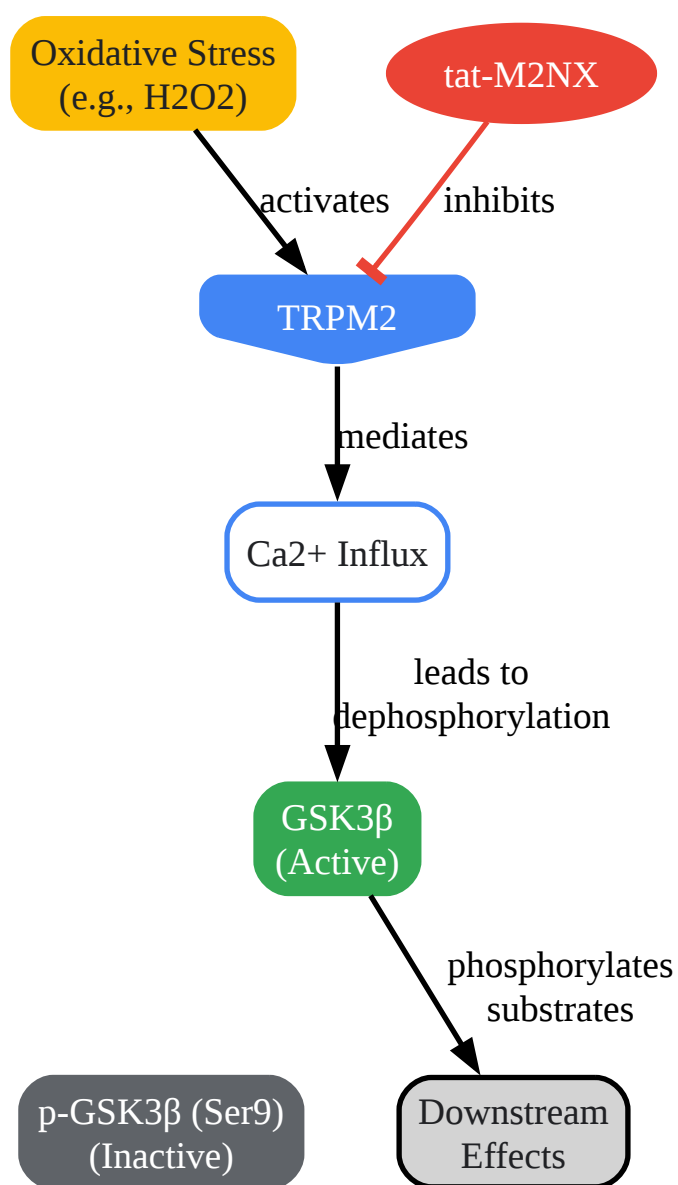 Oxidative Stress
(e.g., H2O2)
tat-M2NX
activates
inhibits
TRPM2
mediates
Ca2+ Influx
leads to
dephosphorylation
GSK3β
(Active)
phosphorylates
substrates
p-GSK3β (Ser9)
(Inactive)
Downstream
Effects